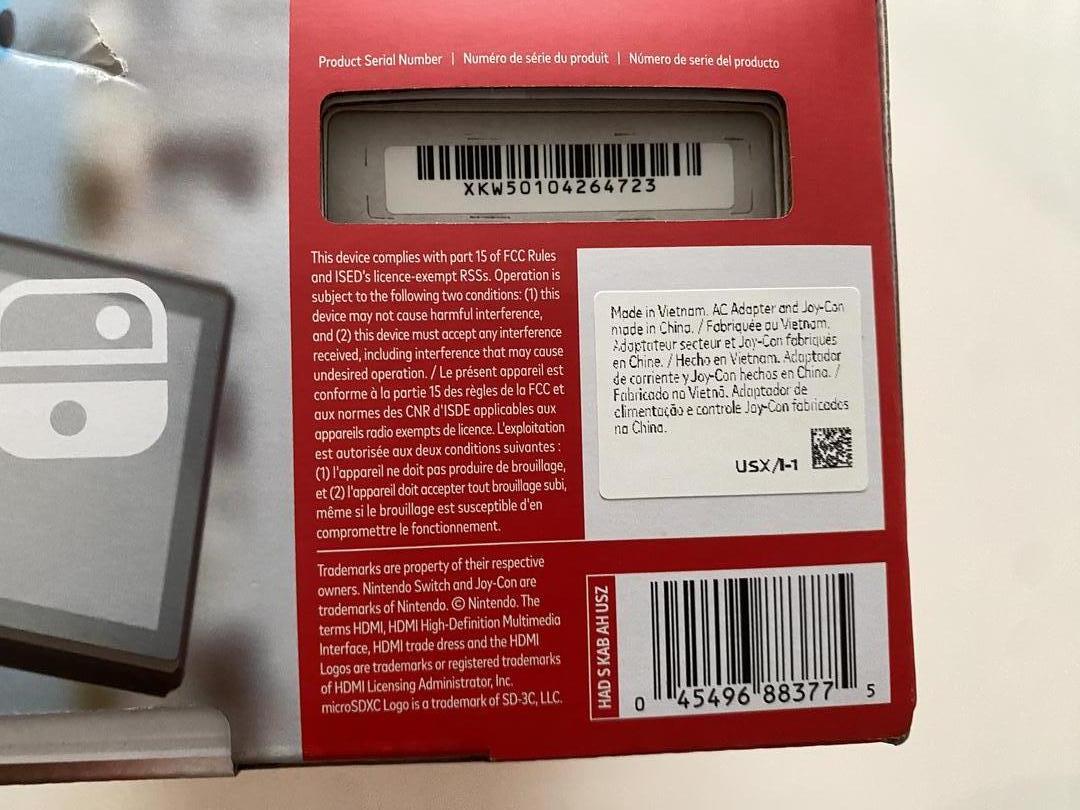 Product Serial Number | Numéro de série du produit | Número de serie del producto
XKW50104264723
This device complies with part 15 of FCC Rules
and ISED's licence-exempt RSSs. Operation is
subject to the following two conditions: (1) this
device may not cause harmful interference,
and (2) this device must accept any interference
received, including interference that may cause
undesired operation. / Le présent appareil est
conforme à la partie 15 des règles de la FCC et
aux normes des CNR d'ISDE applicables aux
appareils radio exempts de licence. L'exploitation
est autorisée aux deux conditions suivantes :
(1) l'appareil ne doit pas produire de brouillage,
et (2) l'appareil doit accepter tout brouillage subi,
même si le brouillage est susceptible d'en
compromettre le fonctionnement.
Made in Vietnam. AC Adapter and Joy-Con
made in China. / Fabriquée au Vietnam.
Adaptateur secteur et Joy-Con fabriqués
en Chine. / Hecho en Vietnam. Adaptador
de corriente y Joy-Con hechos en China. /
Fabricado no Vietnã. Adaptador de
alimentação e controle Joy-Con fabricados
na China.
USX/I-1
Trademarks are property of their respective
owners. Nintendo Switch and Joy-Con are
trademarks of Nintendo. © Nintendo. The
terms HDMI, HDMI High-Definition Multimedia
Interface, HDMI trade dress and the HDMI
Logos are trademarks or registered trademarks
of HDMI Licensing Administrator, Inc.
microSDXC Logo is a trademark of SD-3C, LLC.
HAD S KAB AH USZ
0 45496 88377 5